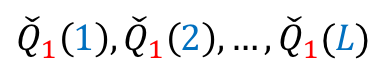 Q̌₁(1), Q̌₁(2), … , Q̌₁(L)